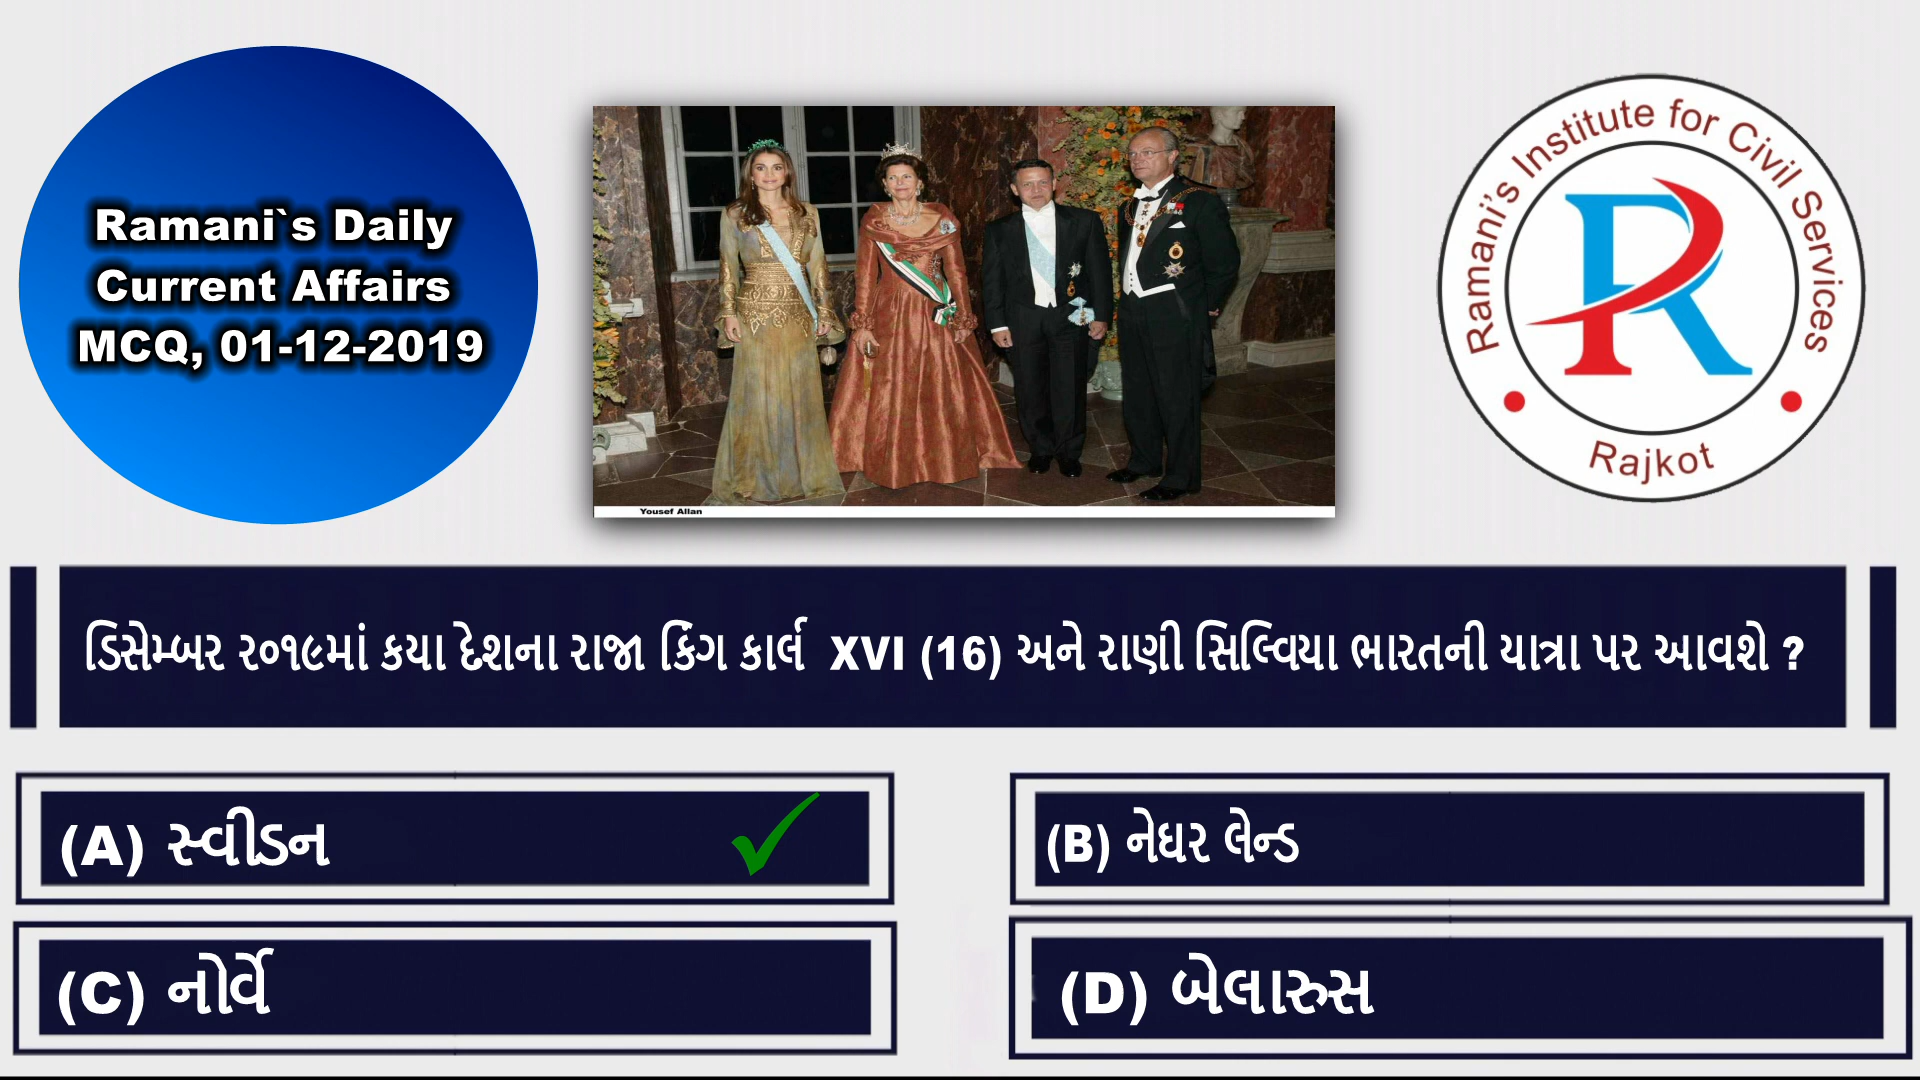 Ramani`s Daily
Current Affairs
MCQ, 01-12-2019
Yousef Allan
Ramani's Institute for Civil Services
R
Rajkot
ડિસેમ્બર ૨૦૧૯માં કયા દેશના રાજા કિંગ કાર્લ XVI (16) અને રાણી સિલ્વિયા ભારતની યાત્રા પર આવશે ?
(A) સ્વીડન
(B) નેધર લેન્ડ
(C) નોર્વે
(D) બેલારુસ